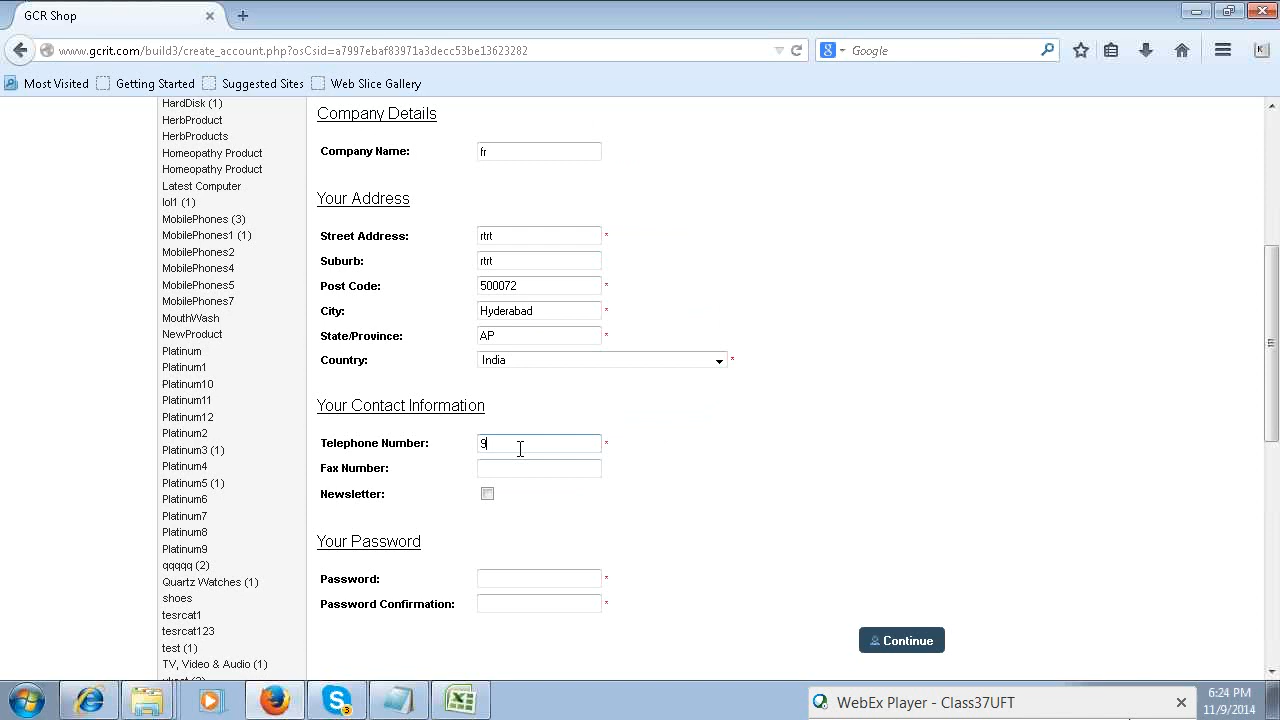 GCR Shop
www.gcrit.com/build3/create_account.php?osCsid=a7997ebaf83971a3decc53be13623282
Google
Most Visited Getting Started Suggested Sites Web Slice Gallery
HardDisk (1)
HerbProduct
HerbProducts
Homeopathy Product
Homeopathy Product
Latest Computer
lol1 (1)
MobilePhones (3)
MobilePhones1 (1)
MobilePhones2
MobilePhones4
MobilePhones5
MobilePhones7
MouthWash
NewProduct
Platinum
Platinum1
Platinum10
Platinum11
Platinum12
Platinum2
Platinum3 (1)
Platinum4
Platinum5 (1)
Platinum6
Platinum7
Platinum8
Platinum9
qqqqq (2)
Quartz Watches (1)
shoes
tesrcat1
tesrcat123
test (1)
TV, Video & Audio (1)
Company Details
Company Name: fr
Your Address
Street Address: rtrt *
Suburb: rtrt
Post Code: 500072 *
City: Hyderabad *
State/Province: AP *
Country: India *
Your Contact Information
Telephone Number: 9 *
Fax Number:
Newsletter:
Your Password
Password: *
Password Confirmation: *
Continue
WebEx Player - Class37UFT
6:24 PM
11/9/2014